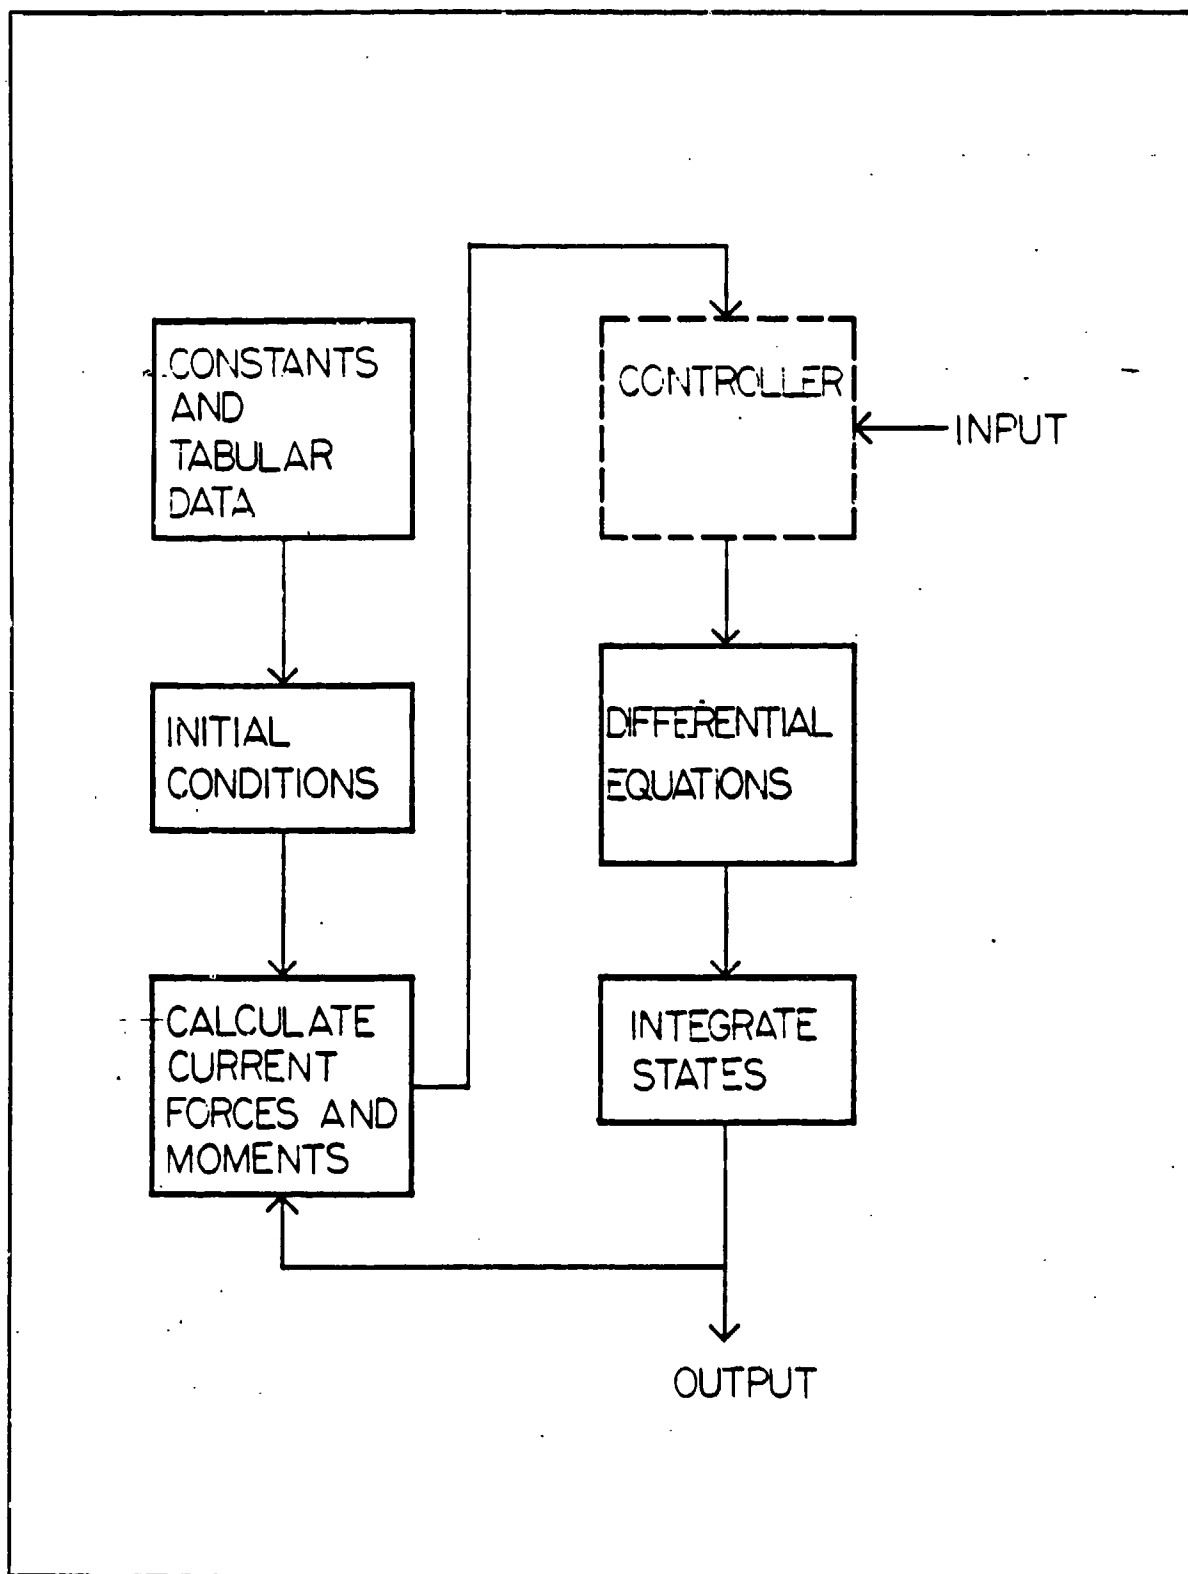 CONSTANTS
AND
TABULAR
DATA
INITIAL
CONDITIONS
CALCULATE
CURRENT
FORCES AND
MOMENTS
CONTROLLER
INPUT
DIFFERENTIAL
EQUATIONS
INTEGRATE
STATES
OUTPUT